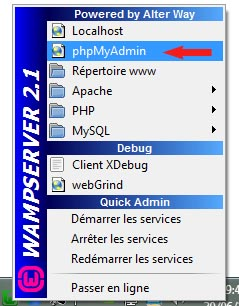 Powered by Alter Way
Localhost
phpMyAdmin
Répertoire www
Apache
PHP
MySQL
Debug
Client XDebug
webGrind
Quick Admin
Démarrer les services
Arrêter les services
Redémarrer les services
Passer en ligne
WAMPSERVER 2.1